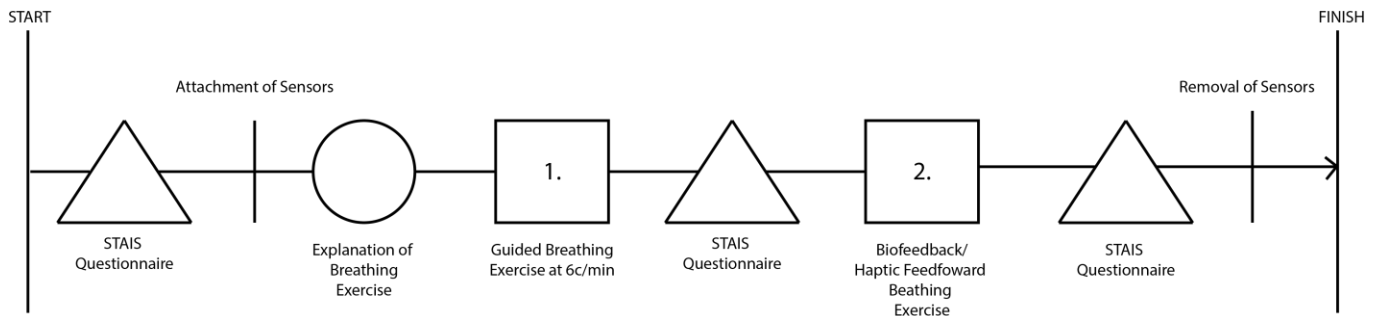 START
FINISH
Attachment of Sensors
Removal of Sensors
1.
2.
STAIS
Questionnaire
Explanation of
Breathing
Exercise
Guided Breathing
Exercise at 6c/min
STAIS
Questionnaire
Biofeedback/
Haptic Feedfoward
Beathing
Exercise
STAIS
Questionnaire